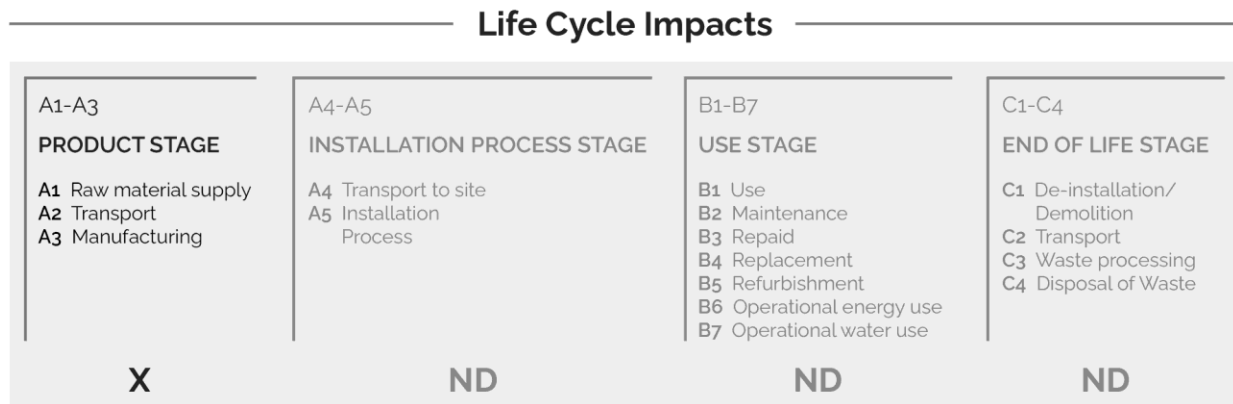 Life Cycle Impacts
A1-A3
PRODUCT STAGE
A1 Raw material supply
A2 Transport
A3 Manufacturing
X
A4-A5
INSTALLATION PROCESS STAGE
A4 Transport to site
A5 Installation
Process
ND
B1-B7
USE STAGE
B1 Use
B2 Maintenance
B3 Repaid
B4 Replacement
B5 Refurbishment
B6 Operational energy use
B7 Operational water use
ND
C1-C4
END OF LIFE STAGE
C1 De-installation/
Demolition
C2 Transport
C3 Waste processing
C4 Disposal of Waste
ND